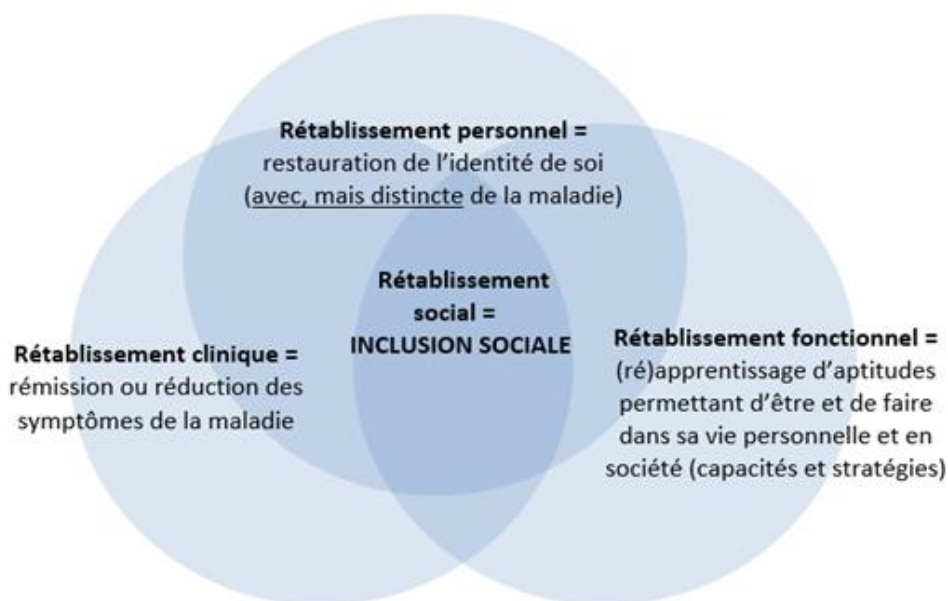 Rétablissement personnel =
restauration de l’identité de soi
(avec, mais distincte de la maladie)
Rétablissement
social =
INCLUSION SOCIALE
Rétablissement clinique =
rémission ou réduction des
symptômes de la maladie
Rétablissement fonctionnel =
(ré)apprentissage d’aptitudes
permettant d’être et de faire
dans sa vie personnelle et en
société (capacités et stratégies)